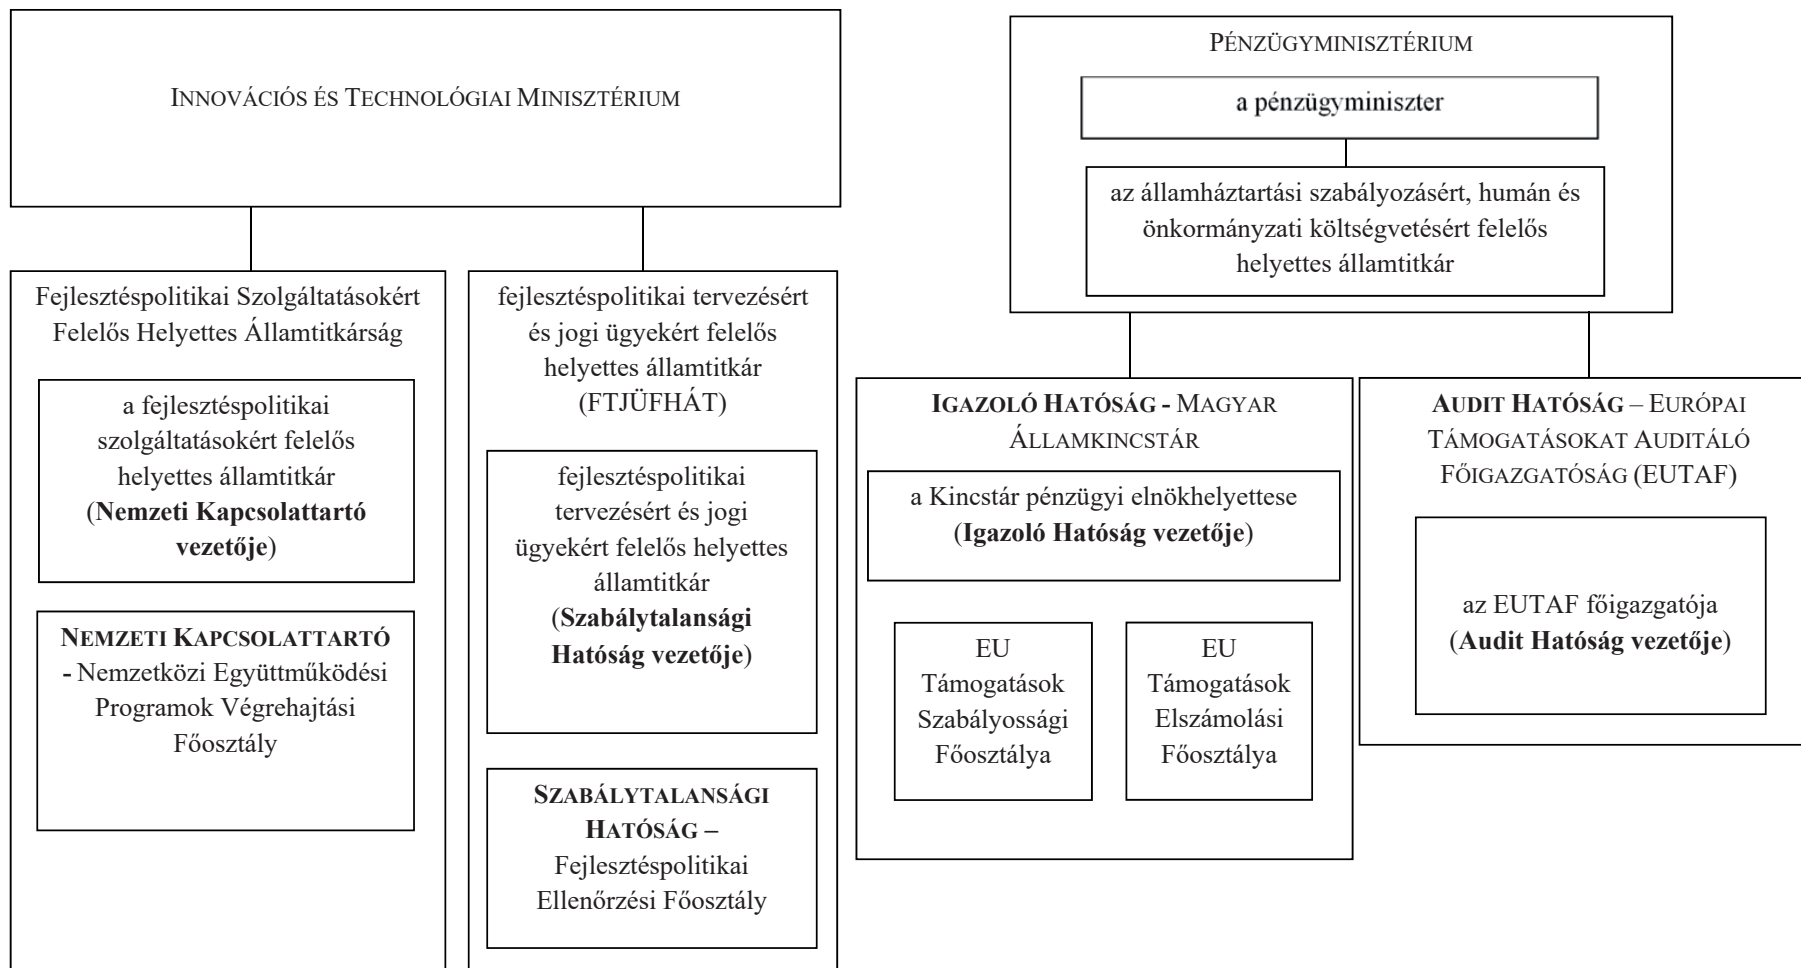 INNOVÁCIÓS ÉS TECHNOLÓGIAI MINISZTÉRIUM
Fejlesztéspolitikai Szolgáltatásokért
Felelős Helyettes Államtitkárság
a fejlesztéspolitikai
szolgáltatásokért felelős
helyettes államtitkár
(Nemzeti Kapcsolattartó
vezetője)
NEMZETI KAPCSOLATTARTÓ
- Nemzetközi Együttműködési
Programok Végrehajtási
Főosztály
fejlesztéspolitikai tervezésért
és jogi ügyekért felelős
helyettes államtitkár
(FTJÜFHÁT)
fejlesztéspolitikai
tervezésért és jogi
ügyekért felelős helyettes
államtitkár
(Szabálytalansági
Hatóság vezetője)
SZABÁLYTALANSÁGI
HATÓSÁG –
Fejlesztéspolitikai
Ellenőrzési Főosztály
PÉNZÜGYMINISZTÉRIUM
a pénzügyminiszter
az államháztartási szabályozásért, humán és
önkormányzati költségvetésért felelős
helyettes államtitkár
IGAZOLÓ HATÓSÁG - MAGYAR
ÁLLAMKINCSTÁR
a Kincstár pénzügyi elnökhelyettese
(Igazoló Hatóság vezetője)
EU
Támogatások
Szabályossági
Főosztálya
EU
Támogatások
Elszámolási
Főosztálya
AUDIT HATÓSÁG – EURÓPAI
TÁMOGATÁSOKAT AUDITÁLÓ
FŐIGAZGATÓSÁG (EUTAF)
az EUTAF főigazgatója
(Audit Hatóság vezetője)